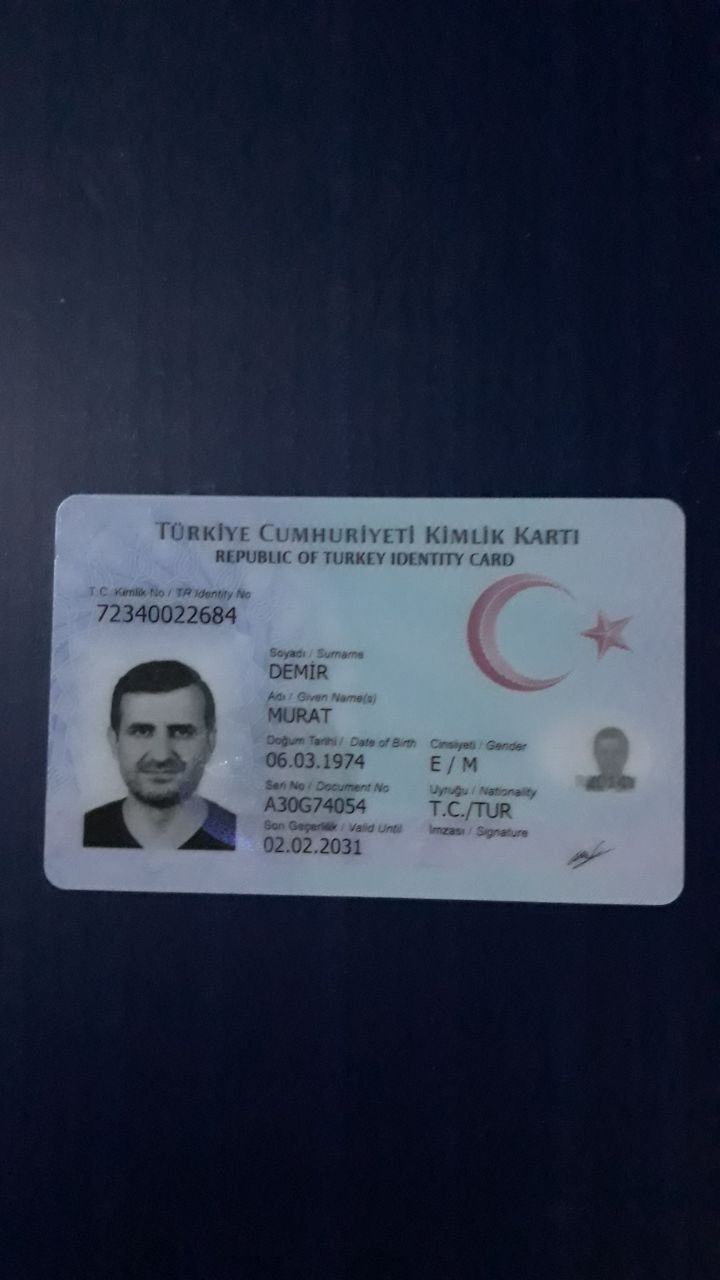 TÜRKİYE CUMHURİYETİ KİMLİK KARTI
REPUBLIC OF TURKEY IDENTITY CARD
T.C. Kimlik No / TR Identity No
72340022684
Soyadı / Surname
DEMİR
Adı / Given Name(s)
MURAT
Doğum Tarihi / Date of Birth Cinsiyeti / Gender
06.03.1974 E / M
Seri No / Document No Uyruğu / Nationality
A30G74054 T.C./TUR
Son Geçerlilik / Valid Until İmzası / Signature
02.02.2031